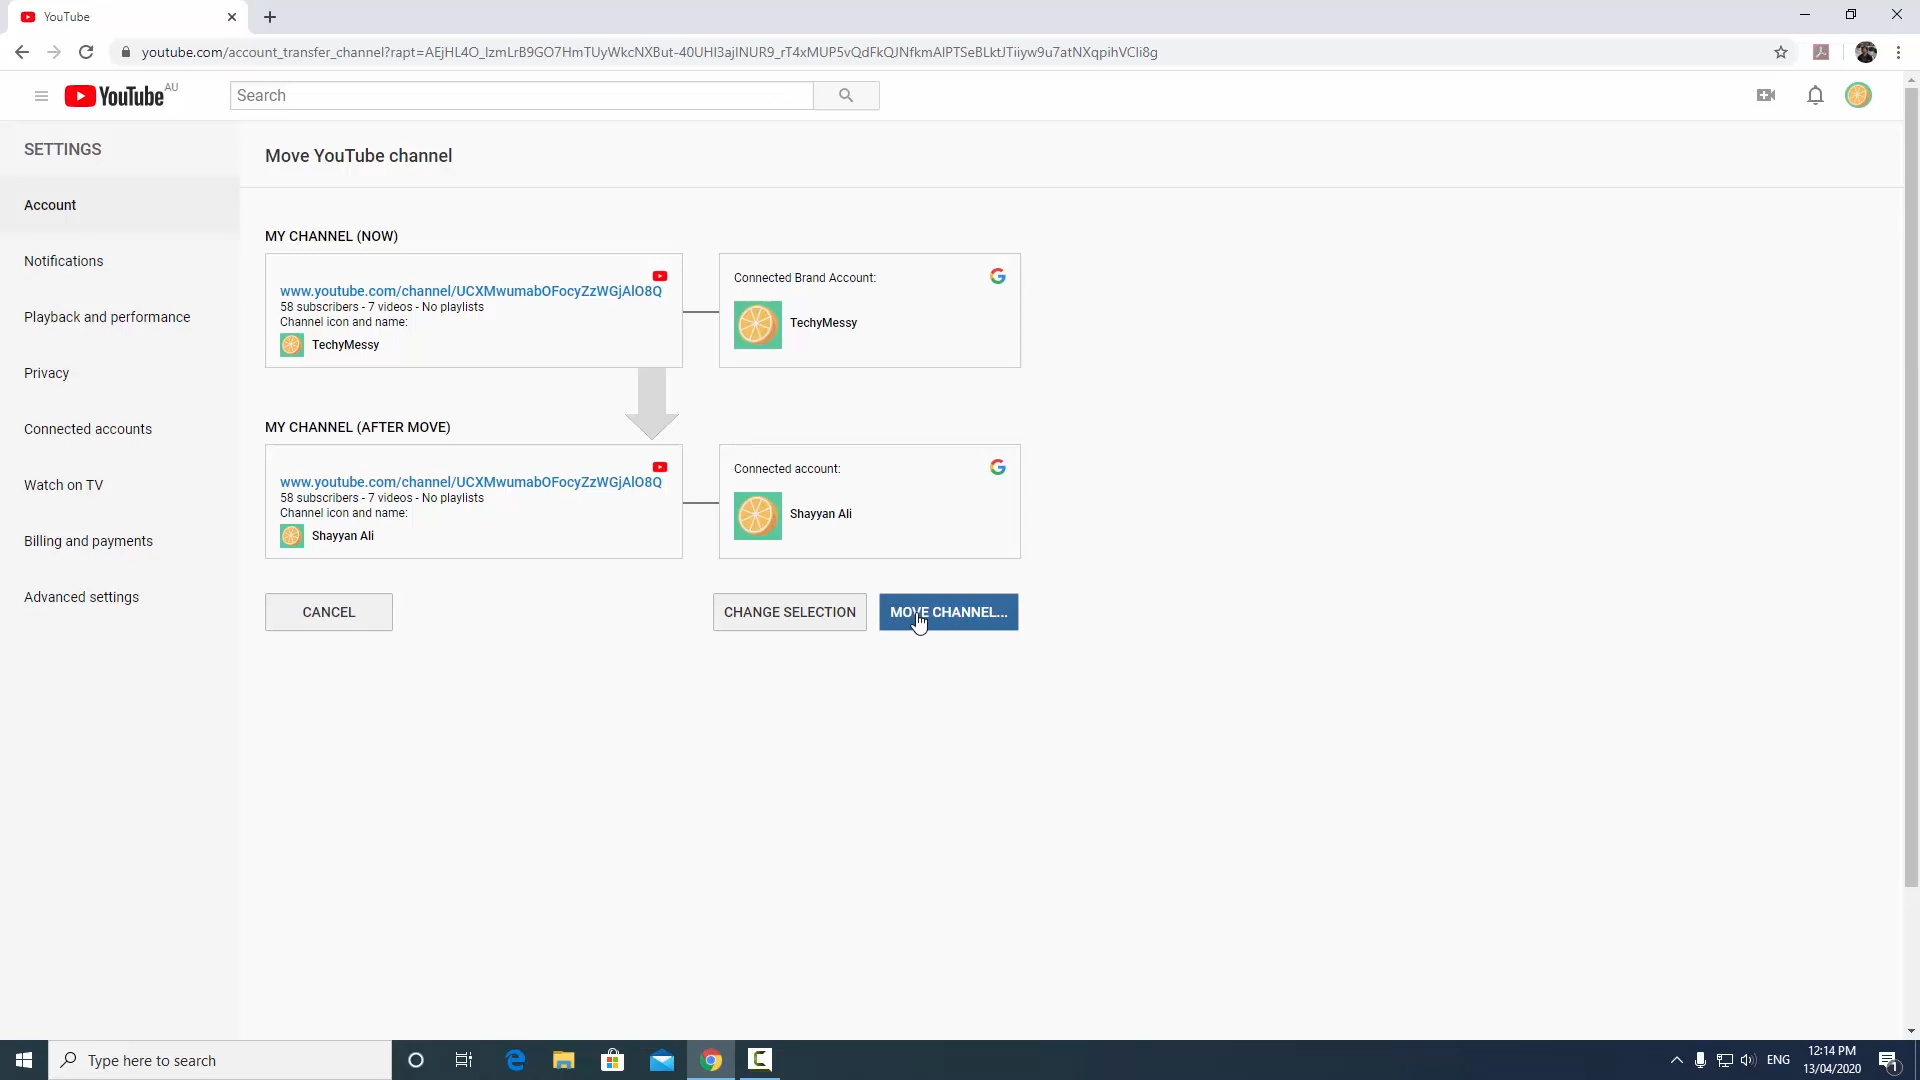 YouTube
youtube.com/account_transfer_channel?rapt=AEjHL4O_lzmLrB9GO7HmTUyWkcNXBut-40UHI3ajINUR9_rT4xMUP5vQdFkQJNfkmAlPTSeBLktJTiiyw9u7atNXqpihVCIi8g
YouTube AU
Search
SETTINGS
Move YouTube channel
Account
Notifications
Playback and performance
Privacy
Connected accounts
Watch on TV
Billing and payments
Advanced settings
MY CHANNEL (NOW)
www.youtube.com/channel/UCXMwumabOFocyZzWGjAlO8Q
58 subscribers - 7 videos - No playlists
Channel icon and name:
TechyMessy
Connected Brand Account:
TechyMessy
MY CHANNEL (AFTER MOVE)
www.youtube.com/channel/UCXMwumabOFocyZzWGjAlO8Q
58 subscribers - 7 videos - No playlists
Channel icon and name:
Shayyan Ali
Connected account:
Shayyan Ali
CANCEL
CHANGE SELECTION
MOVE CHANNEL...
Type here to search
ENG
12:14 PM
13/04/2020
1